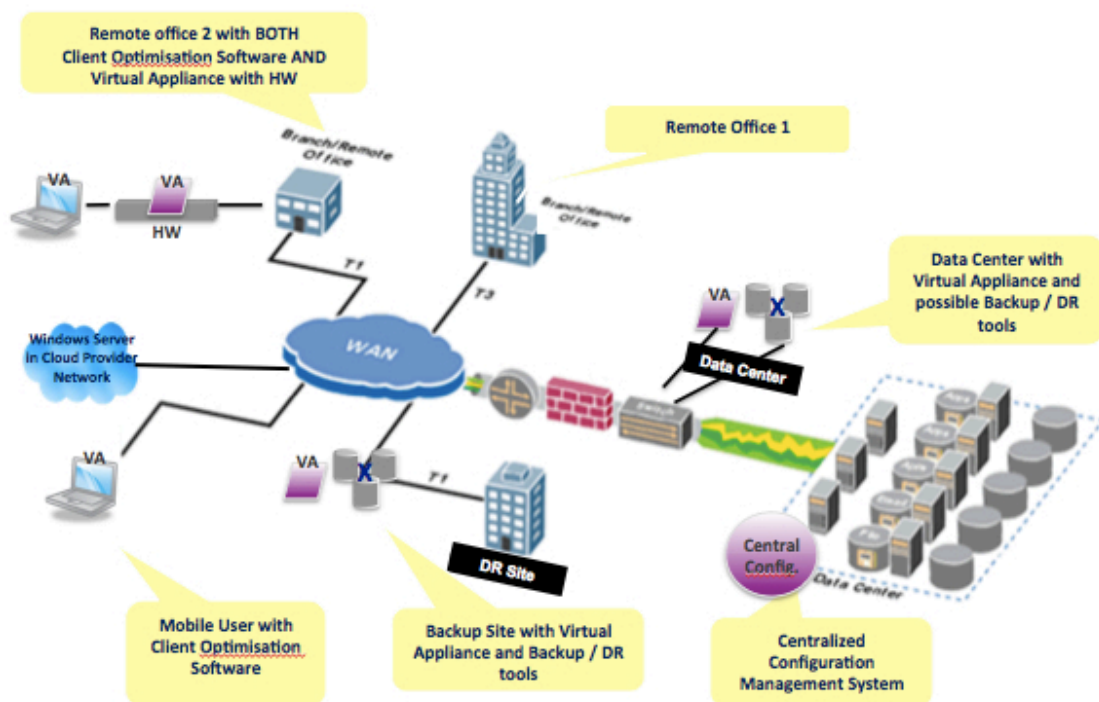 Remote office 2 with BOTH
Client Optimisation Software AND
Virtual Appliance with HW
Remote Office 1
Branch/Remote
Office
Branch/Remote
Office
VA
VA
HW
T1
T3
Data Center with
Virtual Appliance and
possible Backup / DR
tools
VA
X
Data Center
Windows Server
in Cloud Provider
Network
WAN
Switch
VA
VA
X
T1
DR Site
Central
Config.
Data Center
Mobile User with
Client Optimisation
Software
Backup Site with Virtual
Appliance and Backup / DR
tools
Centralized
Configuration
Management System